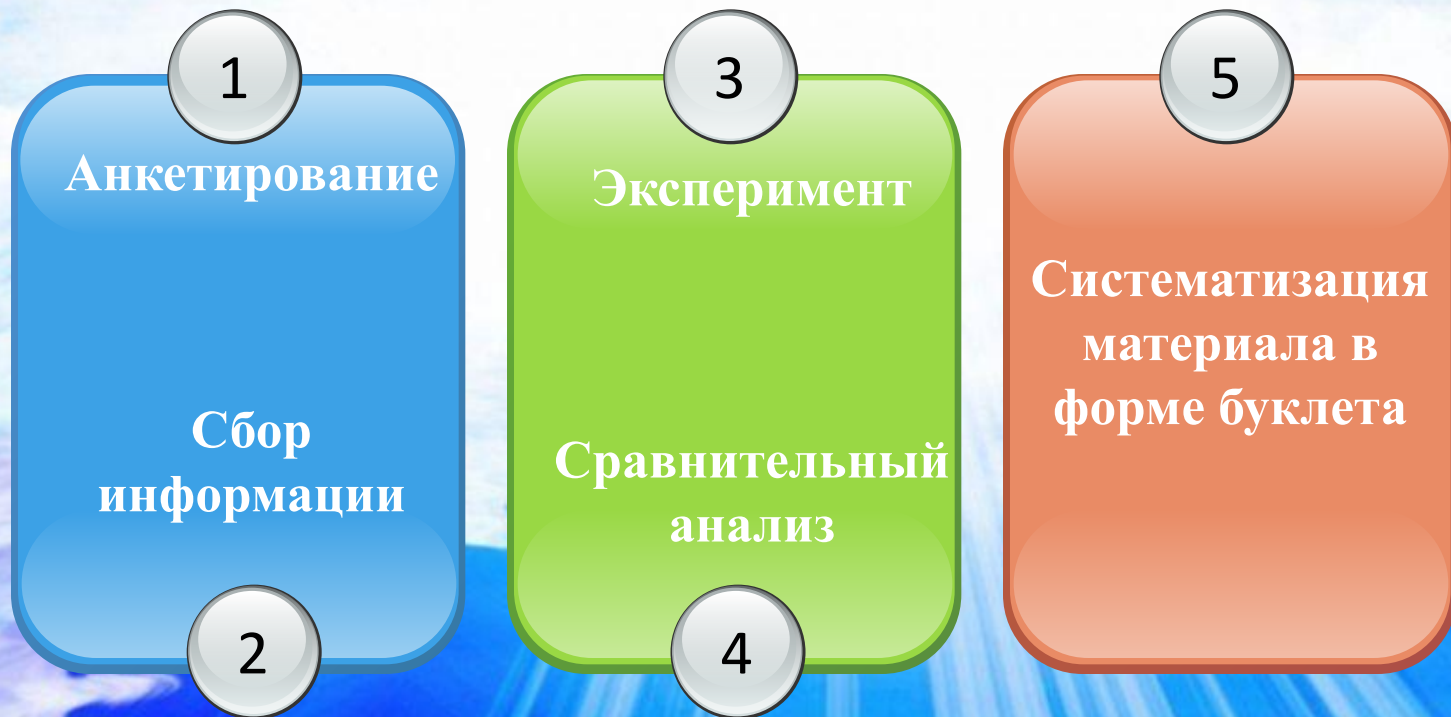 1
Анкетирование
Сбор
информации
2
3
Эксперимент
Сравнительный
анализ
4
5
Систематизация
материала в
форме буклета